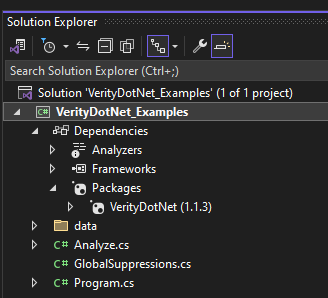 Solution Explorer
Search Solution Explorer (Ctrl+;)
Solution 'VerityDotNet_Examples' (1 of 1 project)
C# VerityDotNet_Examples
Dependencies
Analyzers
Frameworks
Packages
VerityDotNet (1.1.3)
data
C# Analyze.cs
C# GlobalSuppressions.cs
C# Program.cs